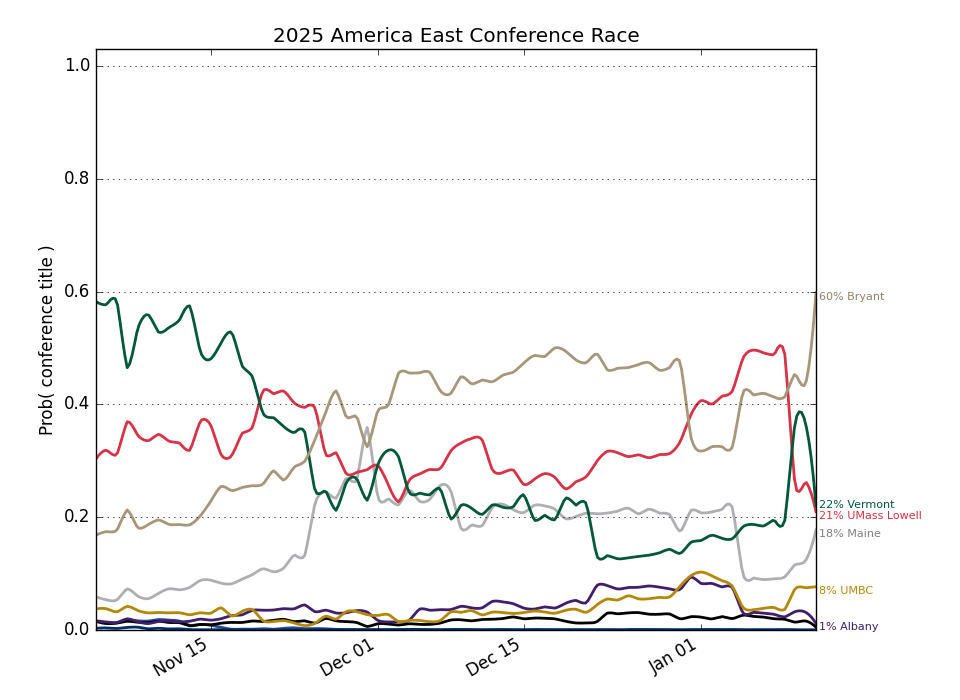 2025 America East Conference Race
Prob( conference title )
1.0
0.8
0.6
0.4
0.2
0.0
Nov 15
Dec 01
Dec 15
Jan 01
60% Bryant
22% Vermont
21% UMass Lowell
18% Maine
8% UMBC
1% Albany